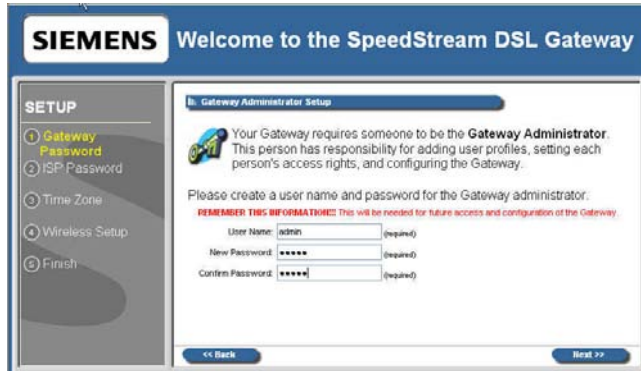 SIEMENS
Welcome to the SpeedStream DSL Gateway
SETUP
1 Gateway Password
2 ISP Password
3 Time Zone
4 Wireless Setup
5 Finish
Gateway Administrator Setup
Your Gateway requires someone to be the Gateway Administrator.
This person has responsibility for adding user profiles, setting each
person's access rights, and configuring the Gateway.
Please create a user name and password for the Gateway administrator.
REMEMBER THIS INFORMATION!!! This will be needed for future access and configuration of the Gateway.
User Name: admin (required)
New Password: ••••• (required)
Confirm Password: ••••• (required)
<< Back
Next >>